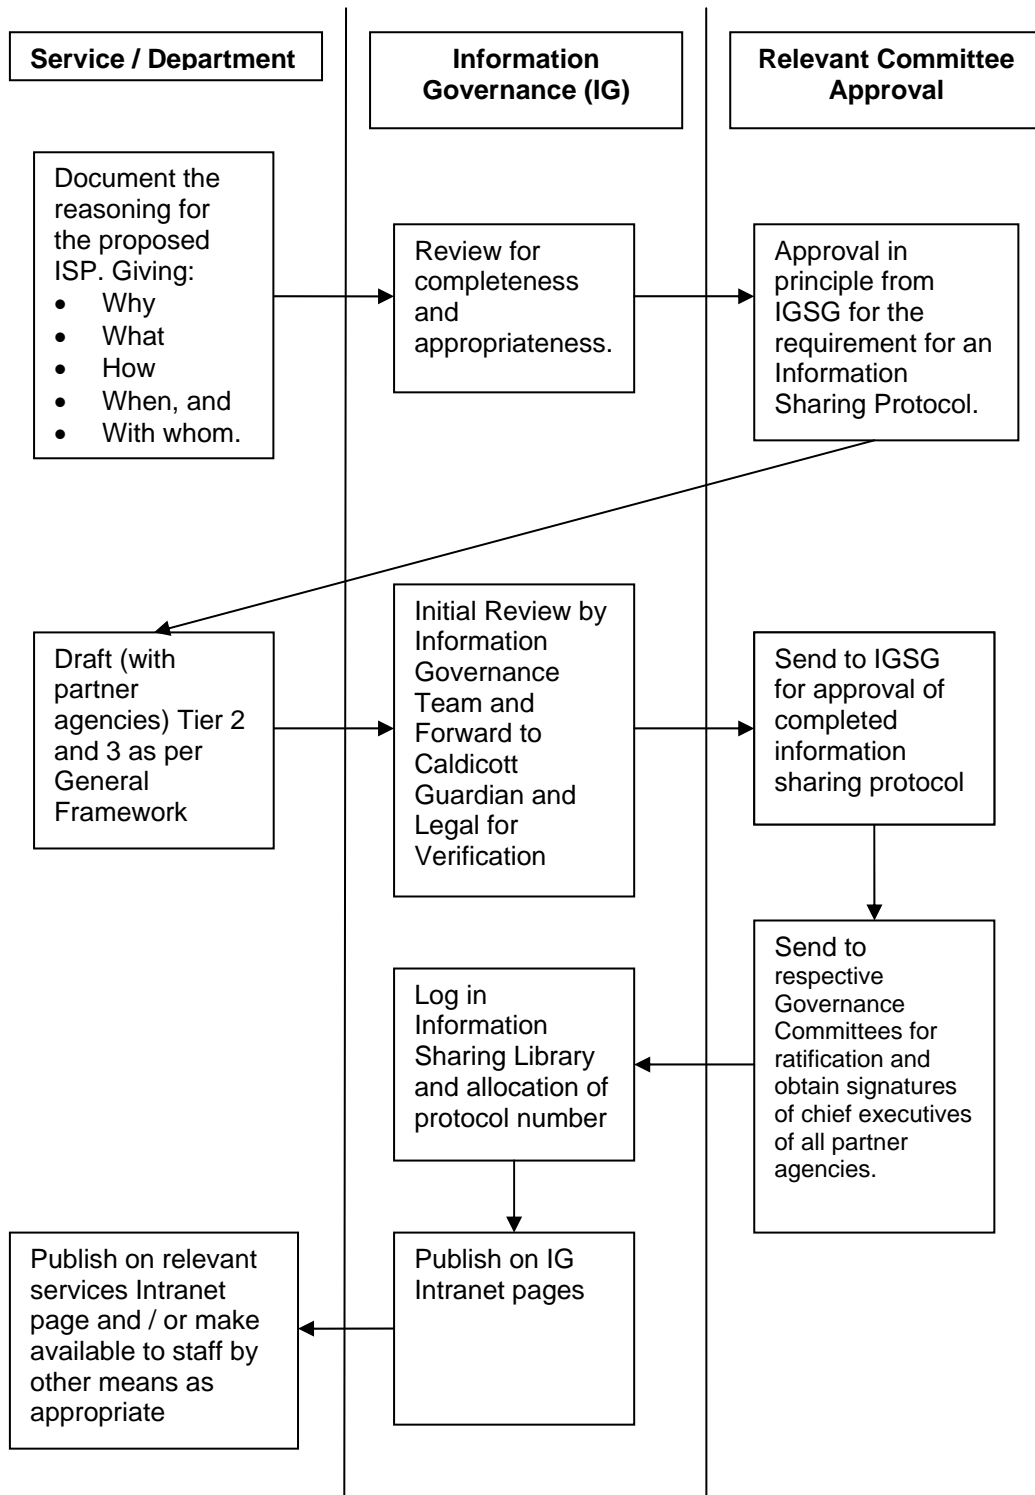 Service / Department
Information
Governance (IG)
Relevant Committee
Approval
Document the
reasoning for
the proposed
ISP. Giving:
• Why
• What
• How
• When, and
• With whom.
Review for
completeness
and
appropriateness.
Approval in
principle from
IGSG for the
requirement for an
Information
Sharing Protocol.
Draft (with
partner
agencies) Tier 2
and 3 as per
General
Framework
Initial Review by
Information
Governance
Team and
Forward to
Caldicott
Guardian and
Legal for
Verification
Send to IGSG
for approval of
completed
information
sharing protocol
Send to
respective
Governance
Committees for
ratification and
obtain signatures
of chief executives
of all partner
agencies.
Log in
Information
Sharing Library
and allocation of
protocol number
Publish on IG
Intranet pages
Publish on relevant
services Intranet
page and / or make
available to staff by
other means as
appropriate